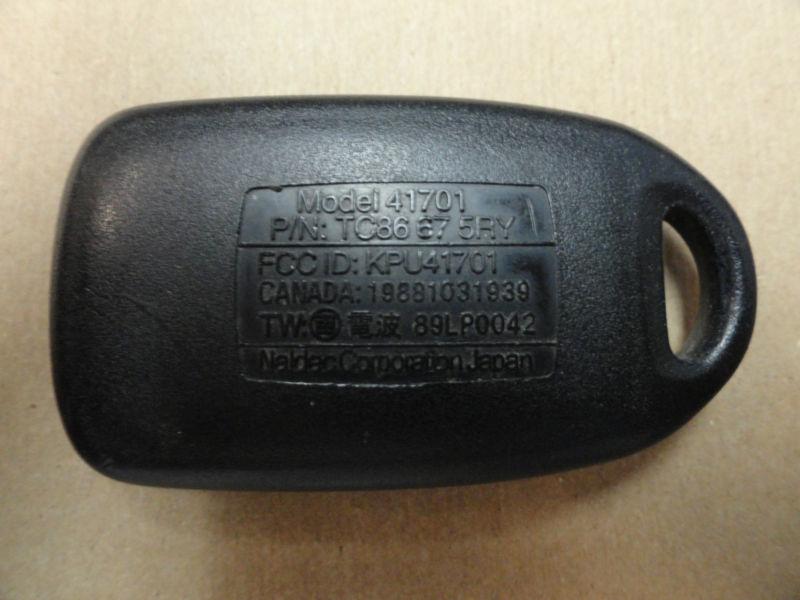 Model 41701
P/N: TC86 67 5RY
FCC ID: KPU41701
CANADA: 19881031939
TW: 電波 89LP0042
Naldec Corporation Japan